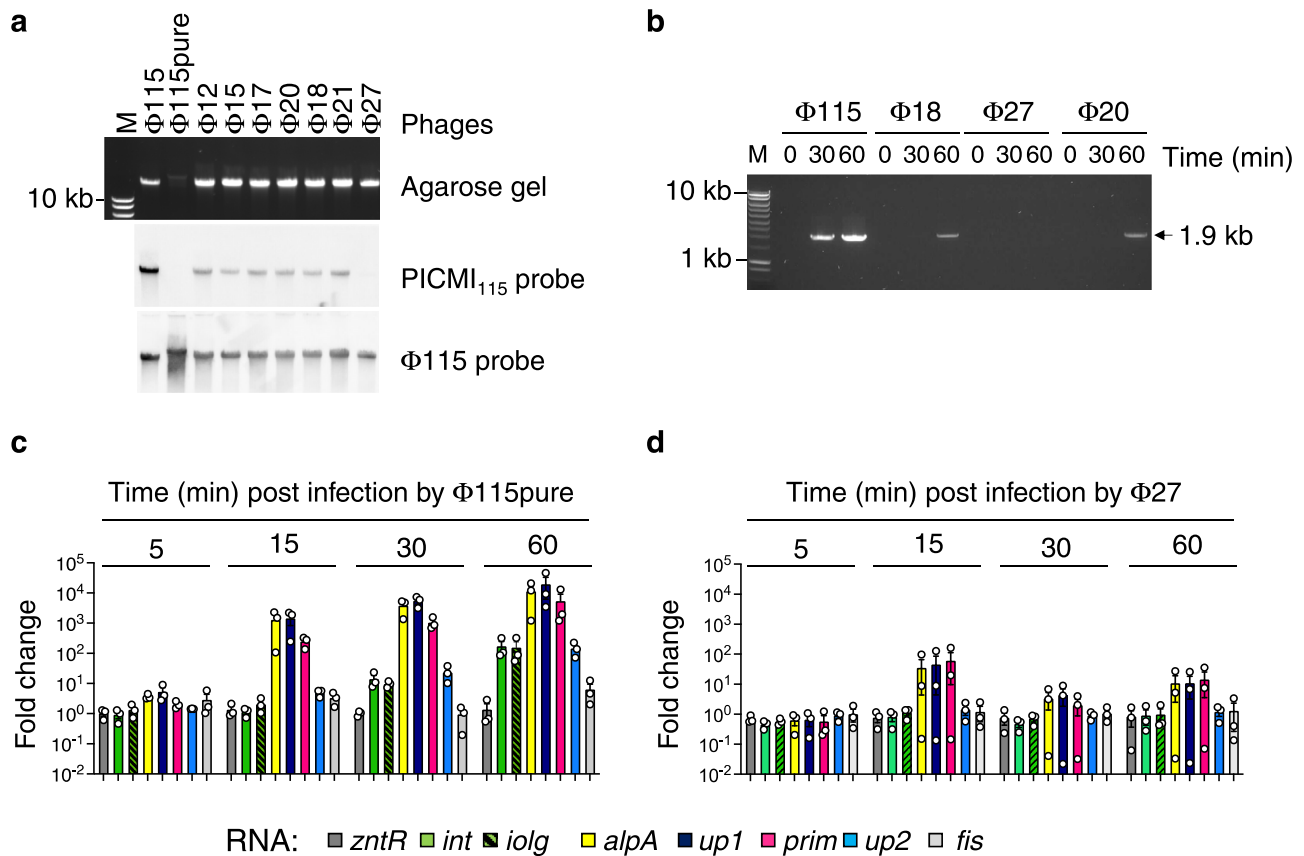 a
M Φ115 Φ115pure Φ12 Φ15 Φ17 Φ20 Φ18 Φ21 Φ27 Phages
10 kb
Agarose gel
PICMI115 probe
Φ115 probe
b
Φ115 Φ18 Φ27 Φ20
M 0 30 60 0 30 60 0 30 60 0 30 60 Time (min)
10 kb
1.9 kb
1 kb
c
Time (min) post infection by Φ115pure
5 15 30 60
Fold change
10^5
10^4
10^3
10^2
10^1
10^0
10^-1
10^-2
d
Time (min) post infection by Φ27
5 15 30 60
Fold change
10^5
10^4
10^3
10^2
10^1
10^0
10^-1
10^-2
RNA: zntR int iolg alpA up1 prim up2 fis